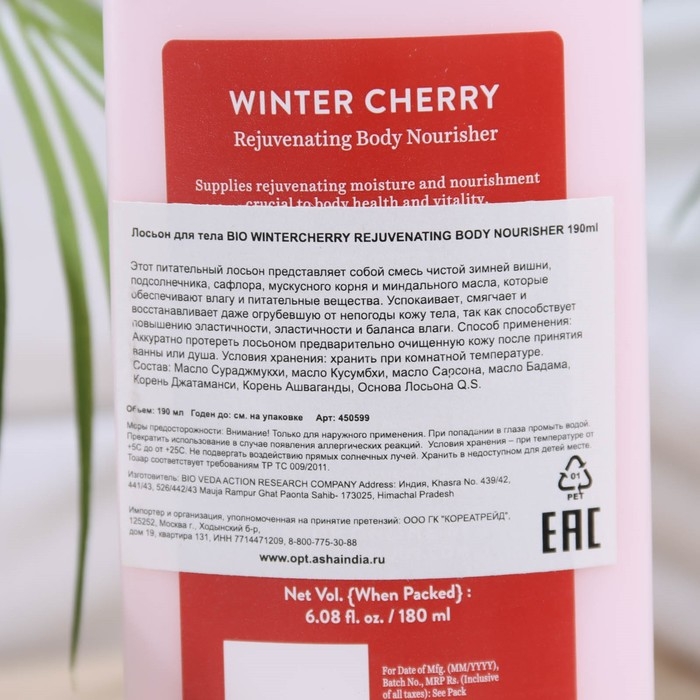 WINTER CHERRY
Rejuvenating Body Nourisher
Supplies rejuvenating moisture and nourishment
crucial to body health and vitality.
Лосьон для тела BIO WINTERCHERRY REJUVENATING BODY NOURISHER 190ml
Этот питательный лосьон представляет собой смесь чистой зимней вишни,
подсолнечника, сафлора, мускусного корня и миндального масла, которые
обеспечивают влагу и питательные вещества. Успокаивает, смягчает и
восстанавливает даже огрубевшую от непогоды кожу тела, так как способствует
повышению эластичности, эластичности и баланса влаги. Способ применения:
Аккуратно протереть лосьоном предварительно очищенную кожу после принятия
ванны или душа. Условия хранения: хранить при комнатной температуре.
Состав: Масло Сураджмукхи, масло Кусумбхи, масло Сарсона, масло Бадама,
Корень Джатаманси, Корень Ашваганды, Основа Лосьона Q.S.
Объем: 190 мл Годен до: см. на упаковке Арт: 450599
Меры предосторожности: Внимание! Только для наружного применения. При попадании в глаза промыть водой.
Прекратить использование в случае появления аллергических реакций. Условия хранения – при температуре от
+5С до от +25С. Не подвергать воздействию прямых солнечных лучей. Хранить в недоступном для детей месте.
Товар соответствует требованиям ТР ТС 009/2011.
Изготовитель: BIO VEDA ACTION RESEARCH COMPANY Address: Индия, Khasra No. 439/42,
441/43, 526/442/43 Mauja Rampur Ghat Paonta Sahib- 173025, Himachal Pradesh
Импортер и организация, уполномоченная на принятие претензий: ООО ГК "КОРЕАТРЕЙД",
125252, Москва г., Ходынский б-р,
дом 19, квартира 131, ИНН 7714471209, 8-800-775-30-88
www.opt.ashaindia.ru
01
PET
EAC
Net Vol. {When Packed} :
6.08 fl. oz. / 180 ml
For Date of Mfg. (MM/YYYY),
Batch No., MRP Rs. (Inclusive
of all taxes): See Pack